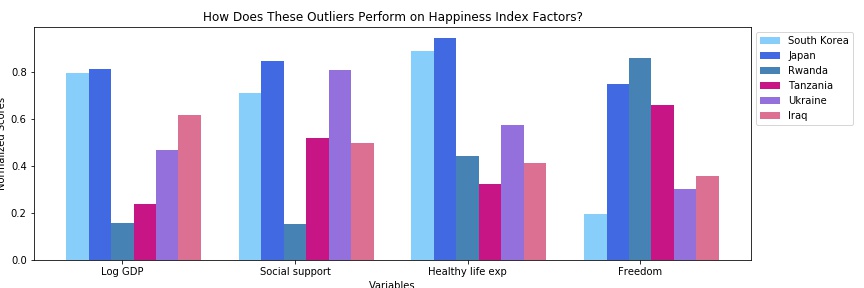 How Does These Outliers Perform on Happiness Index Factors?
South Korea
Japan
Rwanda
Tanzania
Ukraine
Iraq
Normalized Scores
0.8
0.6
0.4
0.2
0.0
Log GDP
Social support
Healthy life exp
Freedom
Variables